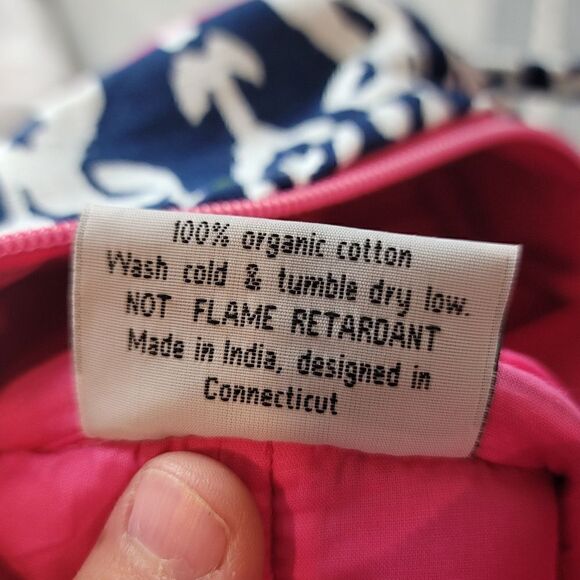 100% organic cotton
Wash cold & tumble dry low.
NOT FLAME RETARDANT
Made in India, designed in
Connecticut